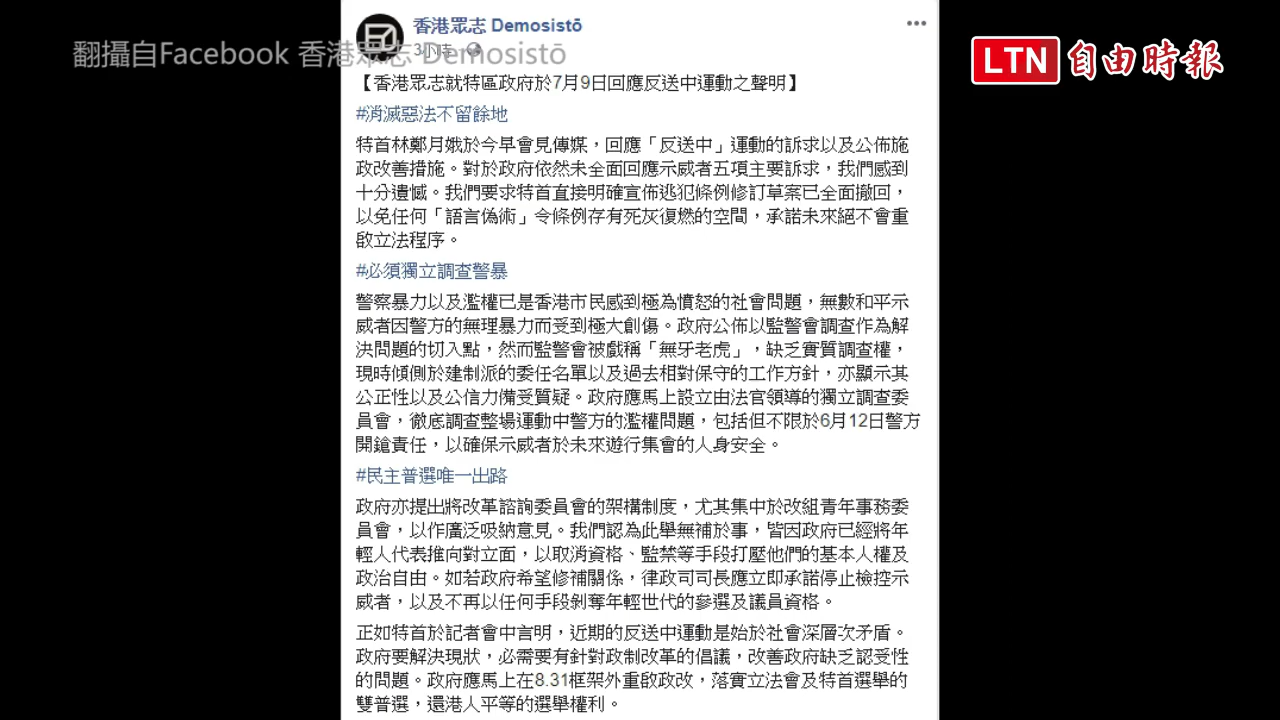 香港眾志 Demosistō
3小時
翻攝自Facebook 香港眾志 Demosistō
LTN 自由時報
【香港眾志就特區政府於7月9日回應反送中運動之聲明】
#消滅惡法不留餘地
特首林鄭月娥於今早會見傳媒，回應「反送中」運動的訴求以及公佈施
政改善措施。對於政府依然未全面回應示威者五項主要訴求，我們感到
十分遺憾。我們要求特首直接明確宣佈逃犯條例修訂草案已全面撤回，
以免任何「語言偽術」令條例存有死灰復燃的空間，承諾未來絕不會重
啟立法程序。
#必須獨立調查警暴
警察暴力以及濫權已是香港市民感到極為憤怒的社會問題，無數和平示
威者因警方的無理暴力而受到極大創傷。政府公佈以監警會調查作為解
決問題的切入點，然而監警會被戲稱「無牙老虎」，缺乏實質調查權，
現時傾側於建制派的委任名單以及過去相對保守的工作方針，亦顯示其
公正性以及公信力備受質疑。政府應馬上設立由法官領導的獨立調查委
員會，徹底調查整場運動中警方的濫權問題，包括但不限於6月12日警方
開鎗責任，以確保示威者於未來遊行集會的人身安全。
#民主普選唯一出路
政府亦提出將改革諮詢委員會的架構制度，尤其集中於改組青年事務委
員會，以作廣泛吸納意見。我們認為此舉無補於事，皆因政府已經將年
輕人代表推向對立面，以取消資格、監禁等手段打壓他們的基本人權及
政治自由。如若政府希望修補關係，律政司司長應立即承諾停止檢控示
威者，以及不再以任何手段剝奪年輕世代的參選及議員資格。
正如特首於記者會中言明，近期的反送中運動是始於社會深層次矛盾。
政府要解決現狀，必需要有針對政制改革的倡議，改善政府缺乏認受性
的問題。政府應馬上在8.31框架外重啟政改，落實立法會及特首選舉的
雙普選，還港人平等的選舉權利。